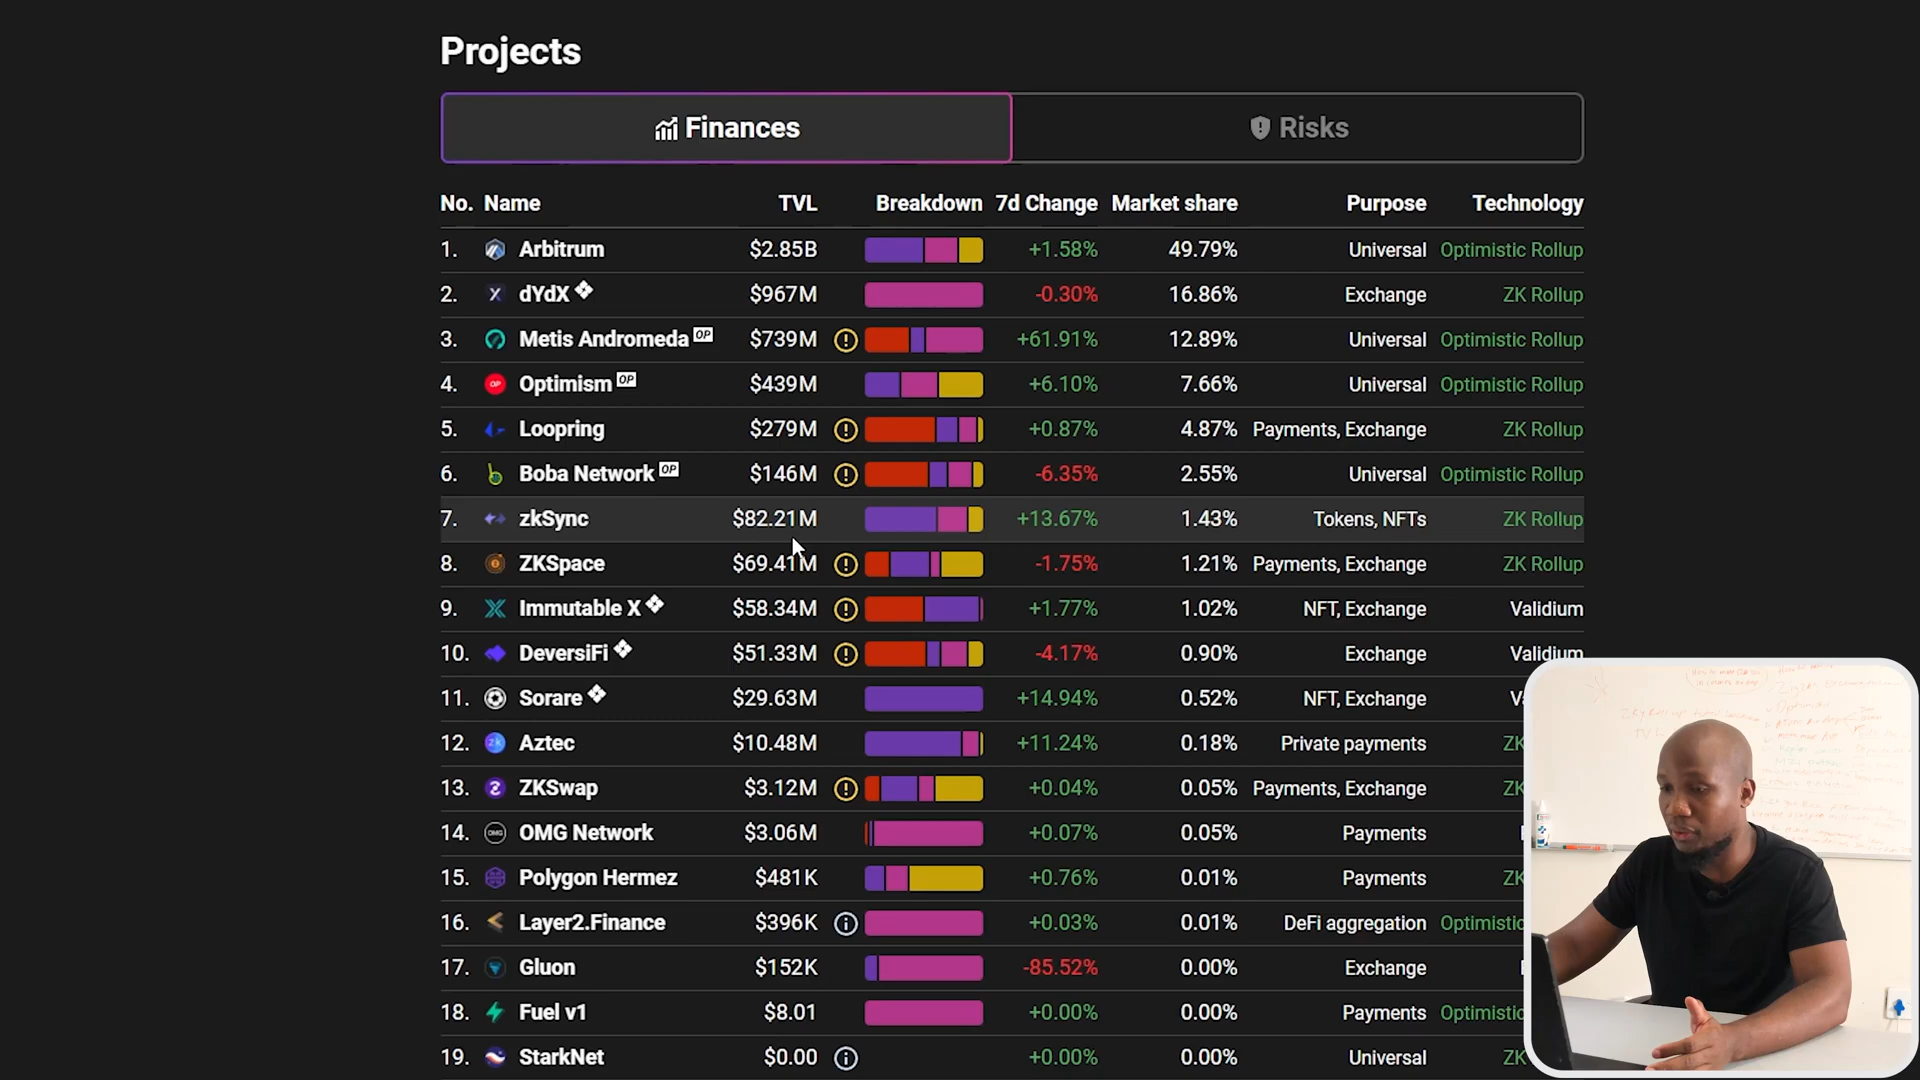 Projects
Finances
Risks
No. Name TVL Breakdown 7d Change Market share Purpose Technology
1. Arbitrum $2.85B +1.58% 49.79% Universal Optimistic Rollup
2. dYdX $967M -0.30% 16.86% Exchange ZK Rollup
3. Metis Andromeda OP $739M +61.91% 12.89% Universal Optimistic Rollup
4. Optimism OP $439M +6.10% 7.66% Universal Optimistic Rollup
5. Loopring $279M +0.87% 4.87% Payments, Exchange ZK Rollup
6. Boba Network OP $146M -6.35% 2.55% Universal Optimistic Rollup
7. zkSync $82.21M +13.67% 1.43% Tokens, NFTs ZK Rollup
8. ZKSpace $69.41M -1.75% 1.21% Payments, Exchange ZK Rollup
9. Immutable X $58.34M +1.77% 1.02% NFT, Exchange Validium
10. DeversiFi $51.33M -4.17% 0.90% Exchange Validium
11. Sorare $29.63M +14.94% 0.52% NFT, Exchange
12. Aztec $10.48M +11.24% 0.18% Private payments ZK
13. ZKSwap $3.12M +0.04% 0.05% Payments, Exchange ZK
14. OMG Network $3.06M +0.07% 0.05% Payments
15. Polygon Hermez $481K +0.76% 0.01% Payments ZK
16. Layer2.Finance $396K +0.03% 0.01% DeFi aggregation Optimistic
17. Gluon $152K -85.52% 0.00% Exchange
18. Fuel v1 $8.01 +0.00% 0.00% Payments Optimistic
19. StarkNet $0.00 +0.00% 0.00% Universal ZK